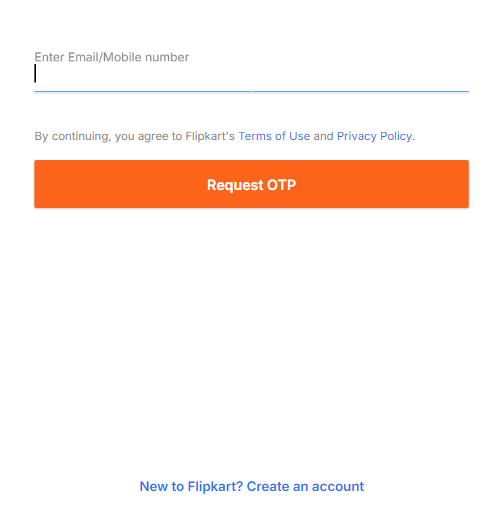 Enter Email/Mobile number
By continuing, you agree to Flipkart's Terms of Use and Privacy Policy.
Request OTP
New to Flipkart? Create an account